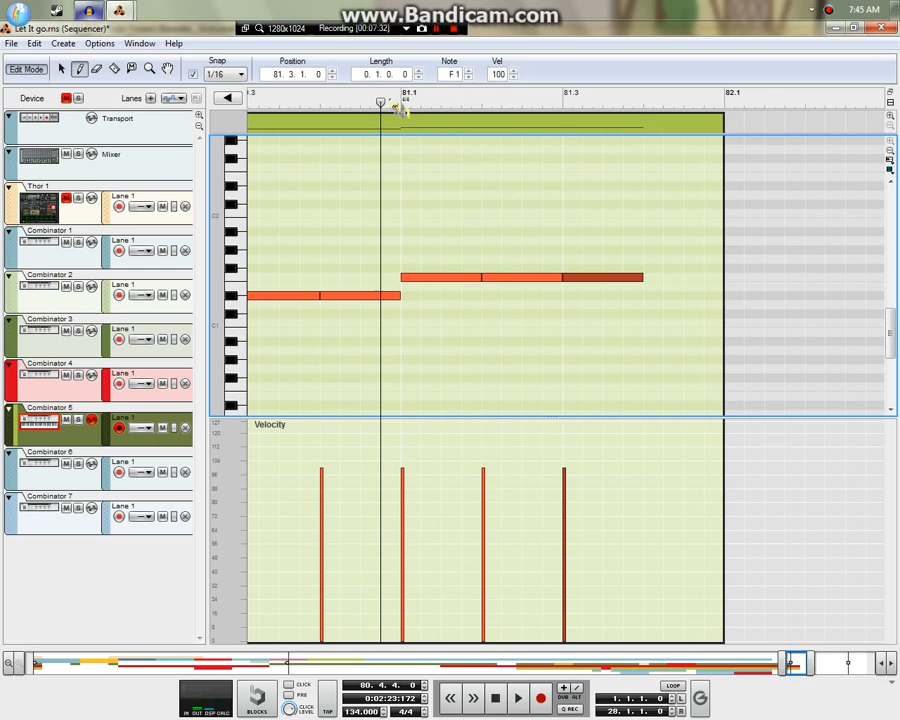 www.Bandicam.com
7:45 AM
Let It go.rns (Sequencer)*
1280x1024 Recording [00:07:32]
File Edit Create Options Window Help
Snap Position Length Note Vel
Edit Mode 1/16 81. 3. 1. 0 0. 1. 0. 0 F 1 100
Device M S Lanes
.3 81.1 81.3 82.1
4/4
Transport
M S Mixer
Thor 1
M S Lane 1 M
Combinator 1
M S Lane 1 M
Combinator 2
M S Lane 1 M
Combinator 3
M S Lane 1 M
Combinator 4
M S Lane 1 M
Combinator 5
M S Lane 1 M
Combinator 6
M S Lane 1 M
Combinator 7
M S Lane 1 M
C2
C1
Velocity
127
120
112
104
96
88
80
72
64
56
48
40
32
24
16
8
0
IN OUT DSP CALC
BLOCKS
CLICK
PRE
CLICK LEVEL
TAP
80. 4. 4. 0
0:02:23:172
134.000 4/4
DUB ALT
Q REC
LOOP
1. 1. 1. 0 L
28. 1. 1. 0 R